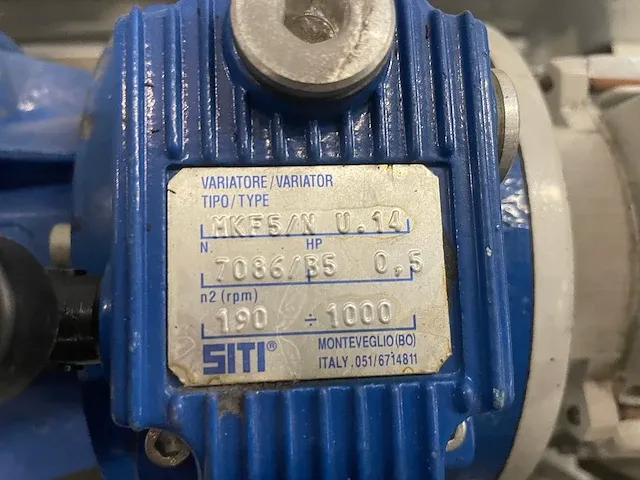 VARIATORE/VARIATOR
TIPO/TYPE
MKF5/N U.14
N. HP
7086/B5 0,5
n2 (rpm)
190 ÷ 1000
SITI® MONTEVEGLIO(BO)
ITALY.051/6714811